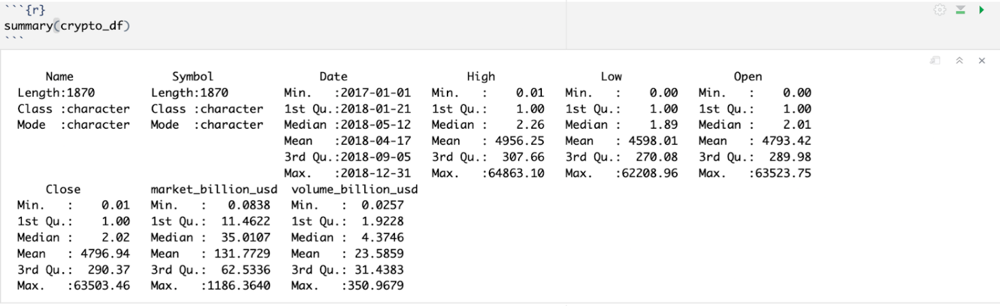 ```{r}
summary(crypto_df)
```
    Name              Symbol               Date                 High               Low                Open
Length:1870        Length:1870        Min.   :2017-01-01   Min.   :    0.01   Min.   :    0.00   Min.   :    0.00
Class :character   Class :character   1st Qu.:2018-01-21   1st Qu.:    1.00   1st Qu.:    1.00   1st Qu.:    1.00
Mode  :character   Mode  :character   Median :2018-05-12   Median :    2.26   Median :    1.89   Median :    2.01
                                      Mean   :2018-04-17   Mean   : 4956.25   Mean   : 4598.01   Mean   : 4793.42
                                      3rd Qu.:2018-09-05   3rd Qu.:  307.66   3rd Qu.:  270.08   3rd Qu.:  289.98
                                      Max.   :2018-12-31   Max.   :64863.10   Max.   :62208.96   Max.   :63523.75
    Close          market_billion_usd  volume_billion_usd
Min.   :    0.01   Min.   :   0.0838   Min.   :  0.0257
1st Qu.:    1.00   1st Qu.:  11.4622   1st Qu.:  1.9228
Median :    2.02   Median :  35.0107   Median :  4.3746
Mean   : 4796.94   Mean   : 131.7729   Mean   : 23.5859
3rd Qu.:  290.37   3rd Qu.:  62.5336   3rd Qu.: 31.4383
Max.   :63503.46   Max.   :1186.3640   Max.   :350.9679